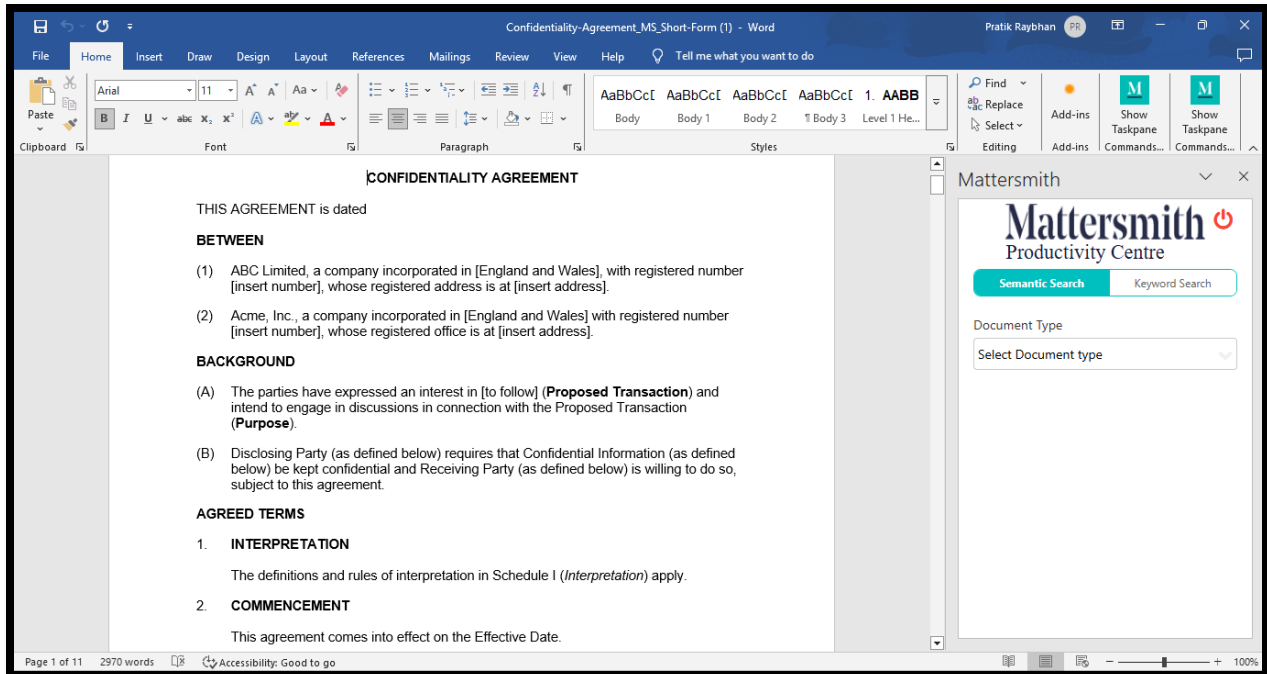 Confidentiality-Agreement_MS_Short-Form (1) - Word
Pratik Raybhan PR
File Home Insert Draw Design Layout References Mailings Review View Help Tell me what you want to do
Arial 11 Aa
Find
Replace
Select
Paste
B I U abc x₂ x² A ab A
AaBbCcI AaBbCcI AaBbCcI AaBbCcI 1. AABB
Body Body 1 Body 2 ¶ Body 3 Level 1 He...
Add-ins
M Show Taskpane
M Show Taskpane
Clipboard Font Paragraph Styles Editing Add-ins Commands... Commands...
CONFIDENTIALITY AGREEMENT
THIS AGREEMENT is dated
BETWEEN
(1) ABC Limited, a company incorporated in [England and Wales], with registered number
[insert number], whose registered address is at [insert address].
(2) Acme, Inc., a company incorporated in [England and Wales] with registered number
[insert number], whose registered office is at [insert address].
BACKGROUND
(A) The parties have expressed an interest in [to follow] (Proposed Transaction) and
intend to engage in discussions in connection with the Proposed Transaction
(Purpose).
(B) Disclosing Party (as defined below) requires that Confidential Information (as defined
below) be kept confidential and Receiving Party (as defined below) is willing to do so,
subject to this agreement.
AGREED TERMS
1. INTERPRETATION
The definitions and rules of interpretation in Schedule I (Interpretation) apply.
2. COMMENCEMENT
This agreement comes into effect on the Effective Date.
Mattersmith
Mattersmith
Productivity Centre
Semantic Search Keyword Search
Document Type
Select Document type
Page 1 of 11 2970 words Accessibility: Good to go 100%